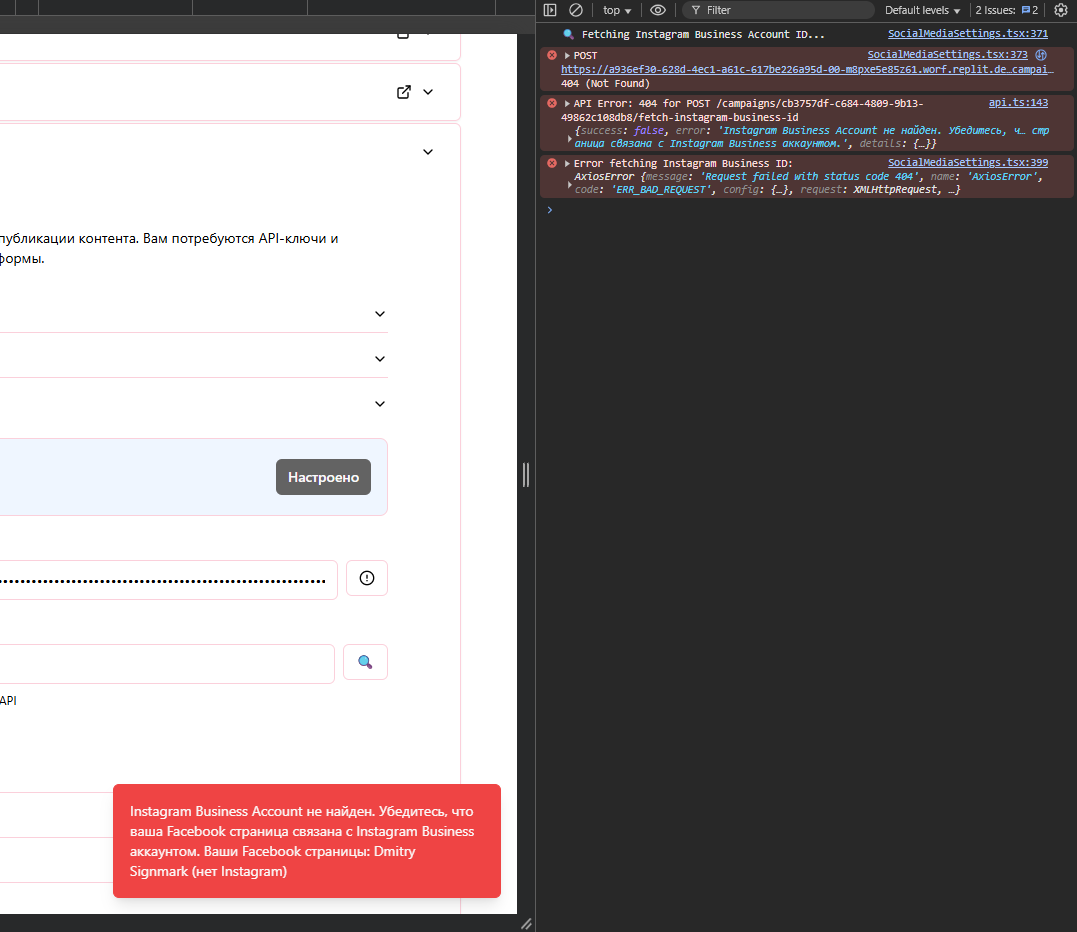 top
Filter
Default levels
2 Issues:
2
Fetching Instagram Business Account ID...
SocialMediaSettings.tsx:371
POST
SocialMediaSettings.tsx:373
https://a936ef30-628d-4ec1-a61c-617be226a95d-00-m8pxe5e85z61.worf.replit.de…campai…
404 (Not Found)
API Error: 404 for POST /campaigns/cb3757df-c684-4809-9b13-
api.ts:143
49862c108db8/fetch-instagram-business-id
{success: false, error: 'Instagram Business Account не найден. Убедитесь, ч… стр
аница связана с Instagram Business аккаунтом.', details: {…}}
Error fetching Instagram Business ID:
SocialMediaSettings.tsx:399
AxiosError {message: 'Request failed with status code 404', name: 'AxiosError',
code: 'ERR_BAD_REQUEST', config: {…}, request: XMLHttpRequest, …}
публикации контента. Вам потребуются API-ключи и
формы.
Настроено
API
Instagram Business Account не найден. Убедитесь, что
ваша Facebook страница связана с Instagram Business
аккаунтом. Ваши Facebook страницы: Dmitry
Signmark (нет Instagram)